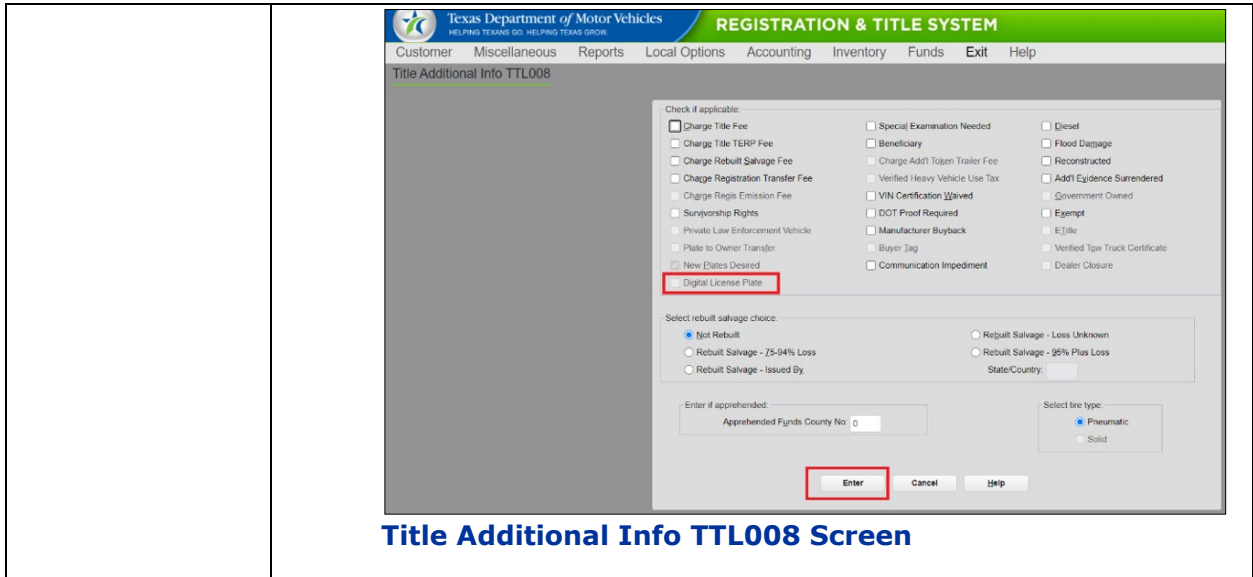 Texas Department of Motor Vehicles
HELPING TEXANS GO. HELPING TEXAS GROW.
REGISTRATION & TITLE SYSTEM
Customer Miscellaneous Reports Local Options Accounting Inventory Funds Exit Help
Title Additional Info TTL008
Check if applicable:
Charge Title Fee Special Examination Needed Diesel
Charge Title TERP Fee Beneficiary Flood Damage
Charge Rebuilt Salvage Fee Charge Add'l Token Trailer Fee Reconstructed
Charge Registration Transfer Fee Verified Heavy Vehicle Use Tax Add'l Evidence Surrendered
Charge Regis Emission Fee VIN Certification Waived Government Owned
Survivorship Rights DOT Proof Required Exempt
Private Law Enforcement Vehicle Manufacturer Buyback ETitle
Plate to Owner Transfer Buyer Tag Verified Tow Truck Certificate
New Plates Desired Communication Impediment Dealer Closure
Digital License Plate
Select rebuilt salvage choice:
Not Rebuilt Rebuilt Salvage - Loss Unknown
Rebuilt Salvage - 75-94% Loss Rebuilt Salvage - 95% Plus Loss
Rebuilt Salvage - Issued By State/Country:
Enter if apprehended: Select tire type:
Apprehended Funds County No: 0 Pneumatic
Solid
Enter Cancel Help
Title Additional Info TTL008 Screen